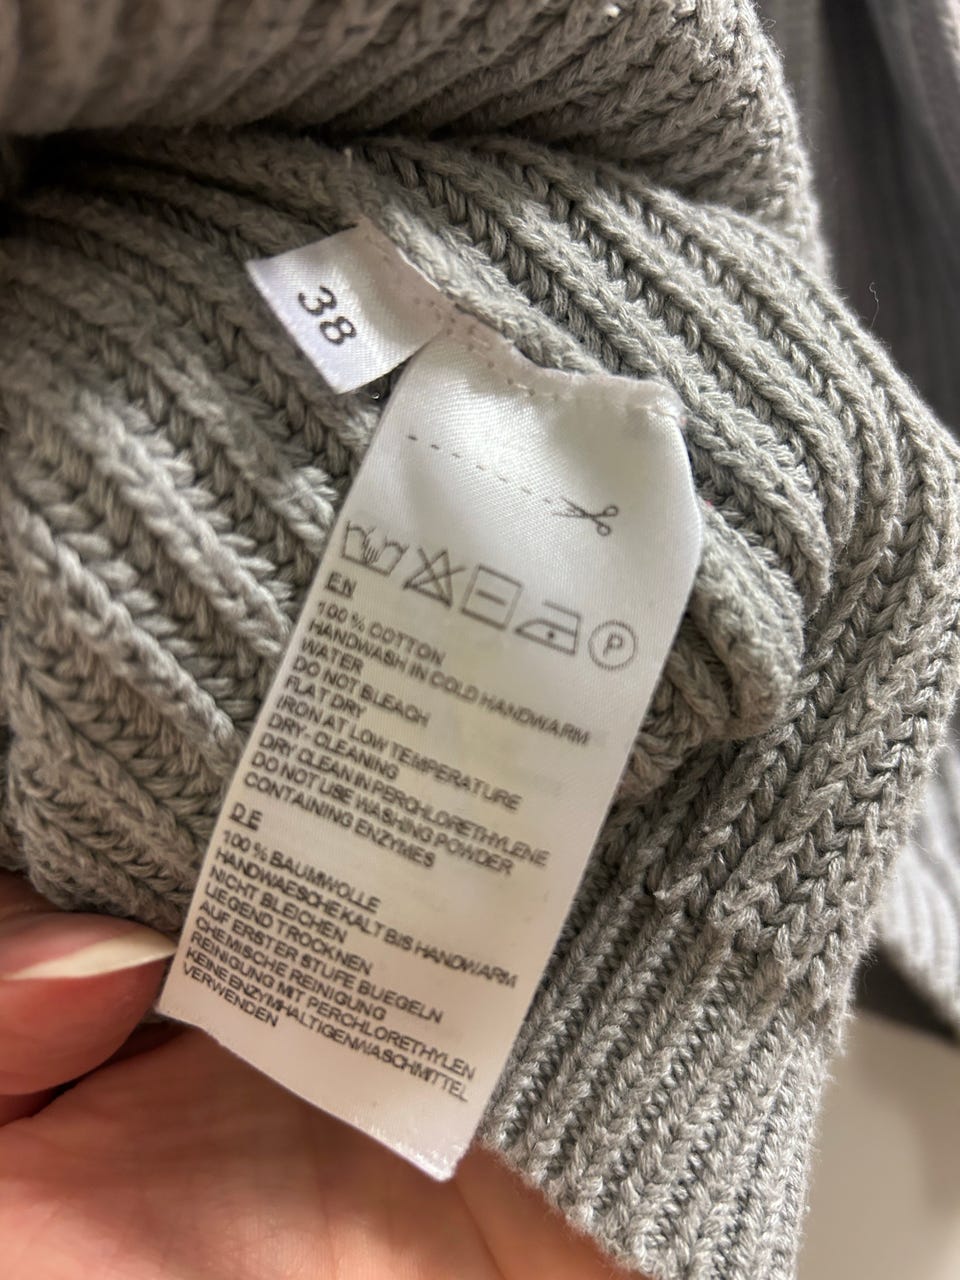 38
P
EN
100 % COTTON
HANDWASH IN COLD HANDWARM
WATER
DO NOT BLEACH
FLAT DRY
IRON AT LOW TEMPERATURE
DRY- CLEANING
DRY CLEAN IN PERCHLORETHYLENE
DO NOT USE WASHING POWDER
CONTAINING ENZYMES
DE
100 % BAUMWOLLE
HANDWAESCHE KALT BIS HANDWARM
NICHT BLEICHEN
LIEGEND TROCKNEN
AUF ERSTER STUFE BUEGELN
CHEMISCHE REINIGUNG
REINIGUNG MIT PERCHLORETHYLEN
KEINE ENZYMHALTIGEN WASCHMITTEL
VERWENDEN